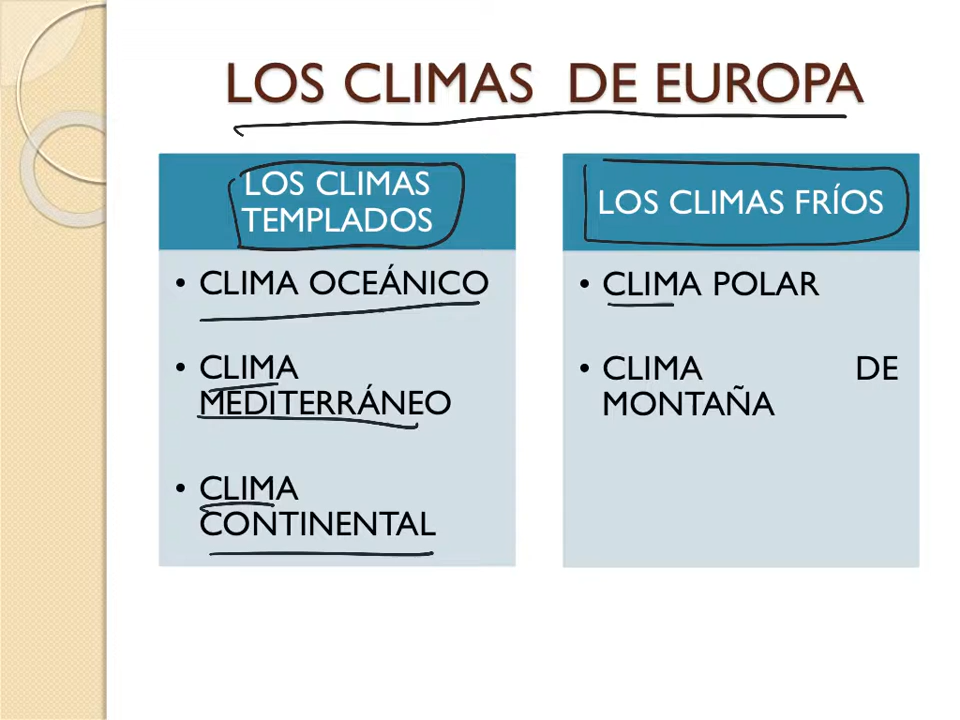 LOS CLIMAS DE EUROPA
LOS CLIMAS
TEMPLADOS
• CLIMA OCEÁNICO
• CLIMA
MEDITERRÁNEO
• CLIMA
CONTINENTAL
LOS CLIMAS FRÍOS
• CLIMA POLAR
• CLIMA DE
MONTAÑA